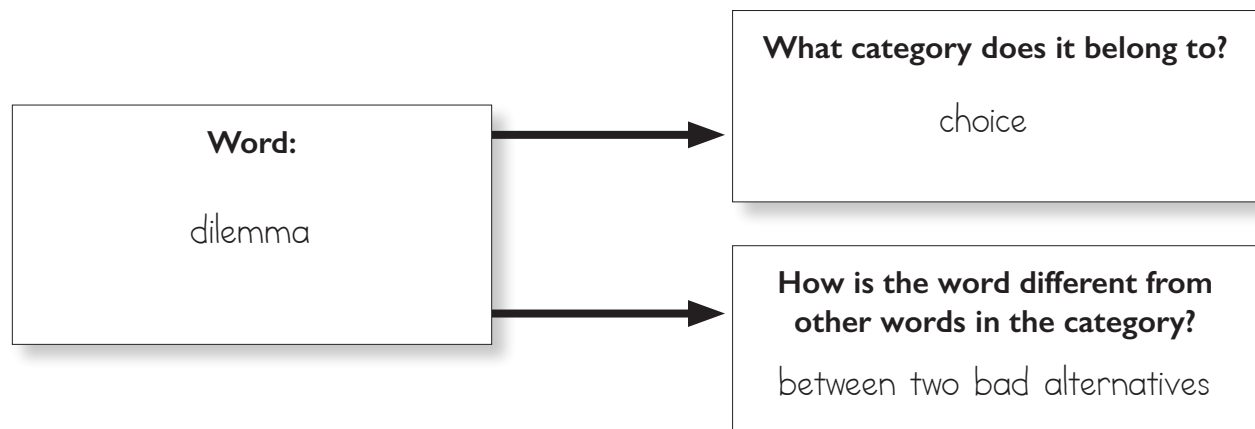 Word:
dilemma
What category does it belong to?
choice
How is the word different from
other words in the category?
between two bad alternatives